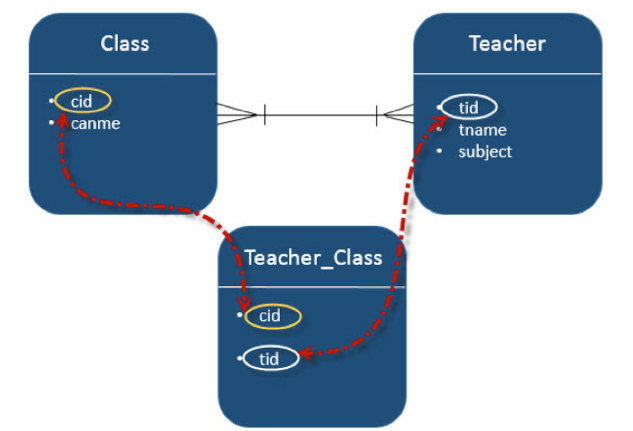 Class
cid
canme
Teacher
tid
tname
subject
Teacher_Class
cid
tid